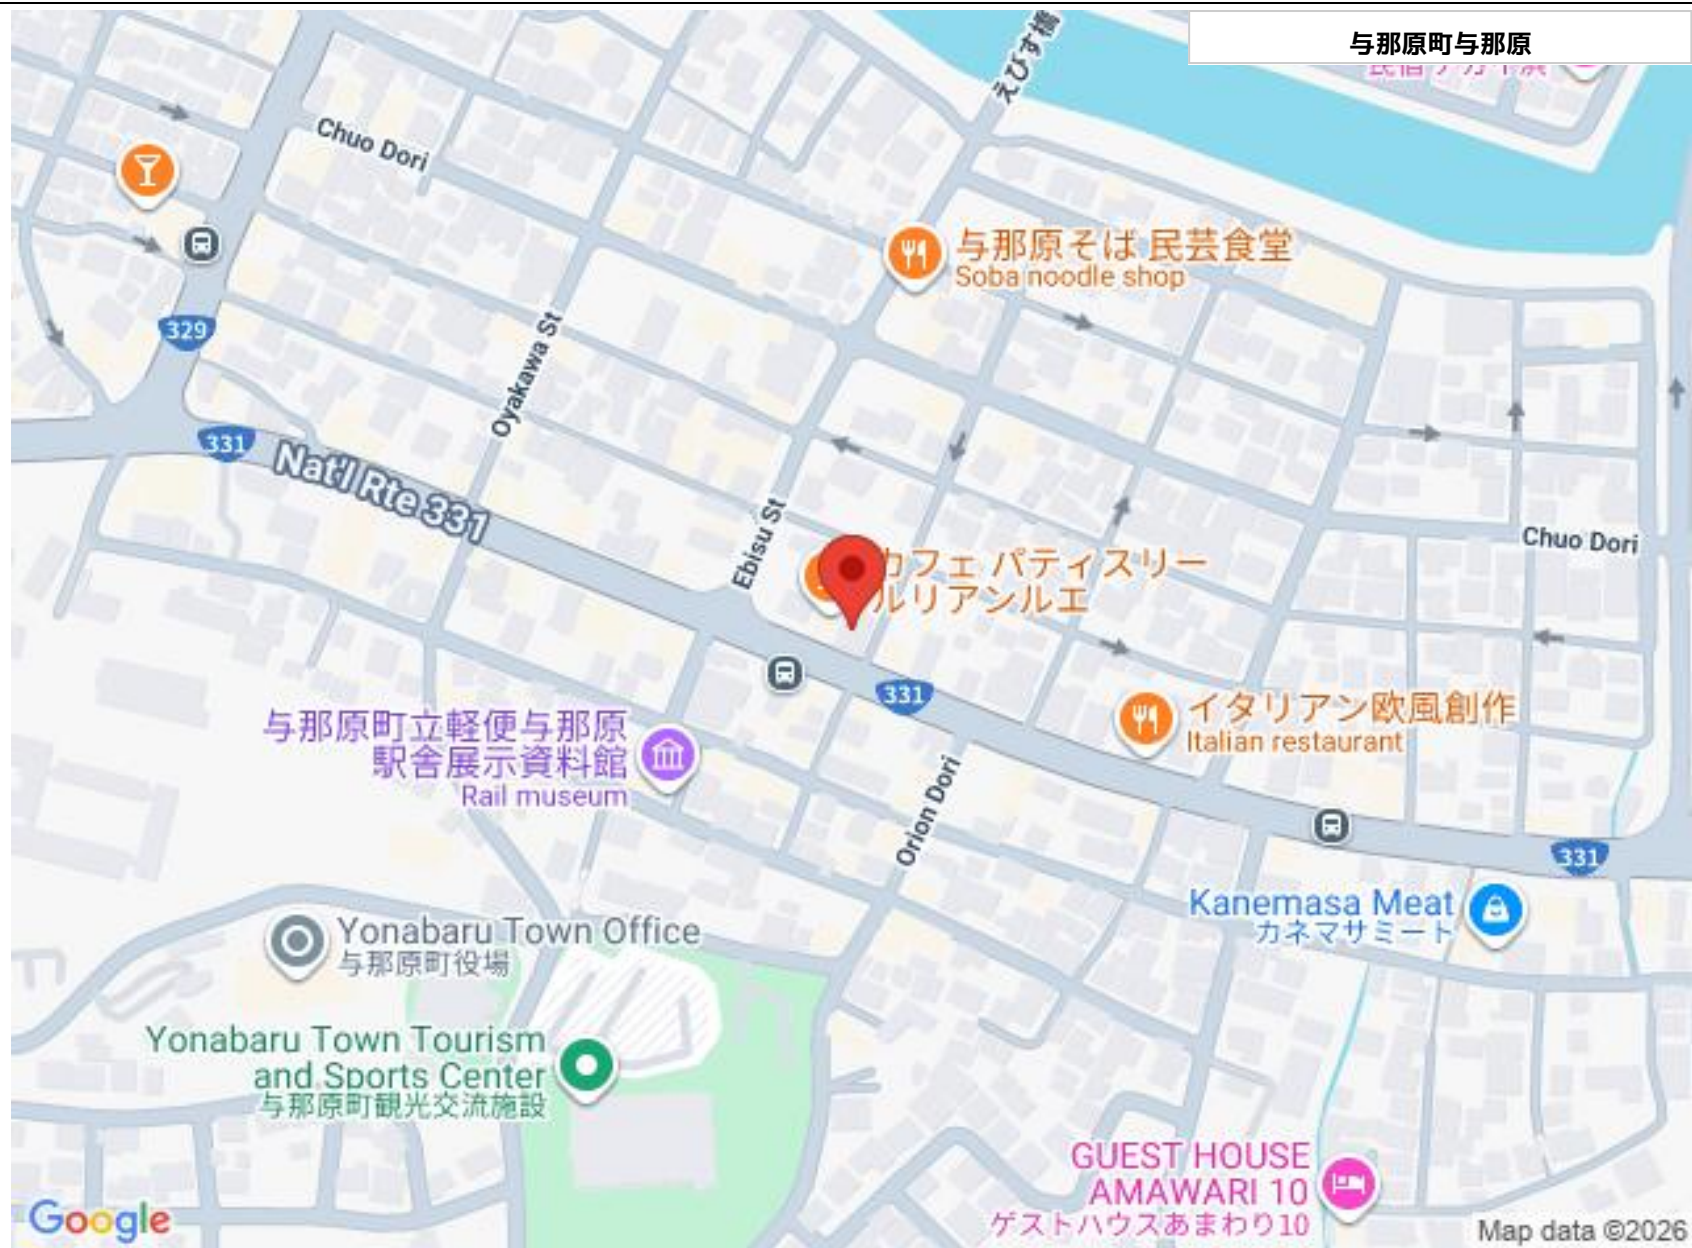 与那原町与那原
えびす橋
Chuo Dori
与那原そば 民芸食堂
Soba noodle shop
329
Oyakawa St
331
Nat'l Rte 331
Ebisu St
Chuo Dori
カフェ パティスリー
ルリアンルエ
331
イタリアン欧風創作
Italian restaurant
与那原町立軽便与那原
駅舎展示資料館
Rail museum
Orion Dori
331
Kanemasa Meat
カネマサミート
Yonabaru Town Office
与那原町役場
Yonabaru Town Tourism
and Sports Center
与那原町観光交流施設
GUEST HOUSE
AMAWARI 10
ゲストハウスあまわり10
Google
Map data ©2026